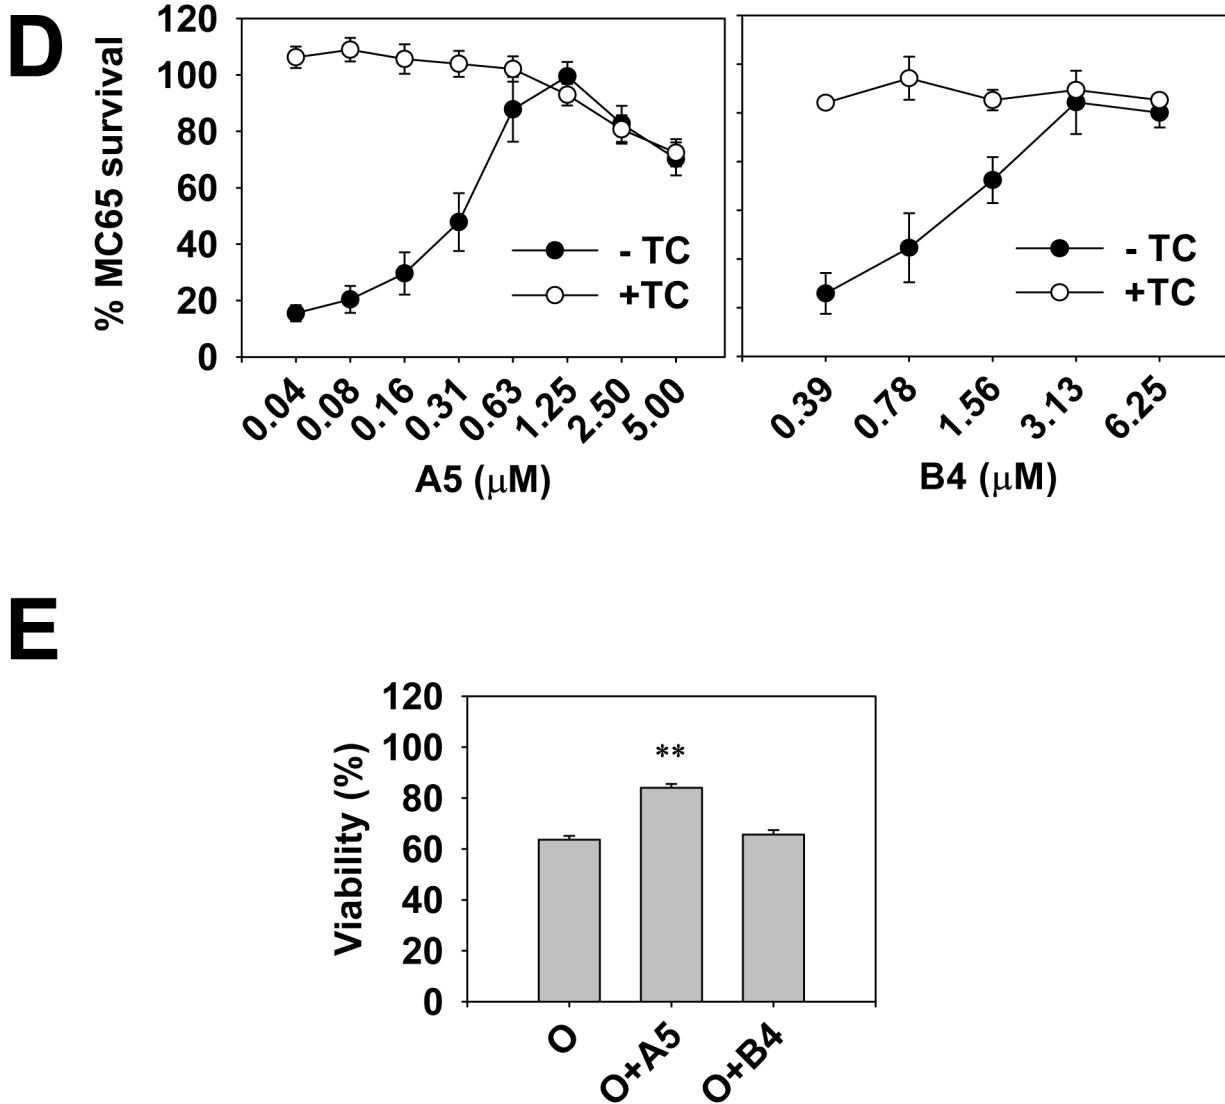 D
% MC65 survival
120
100
80
60
40
20
0
- TC
+TC
0.04
0.08
0.16
0.31
0.63
1.25
2.50
5.00
A5 (μM)
- TC
+TC
0.39
0.78
1.56
3.13
6.25
B4 (μM)
E
Viability (%)
120
100
80
60
40
20
0
**
O
O+A5
O+B4